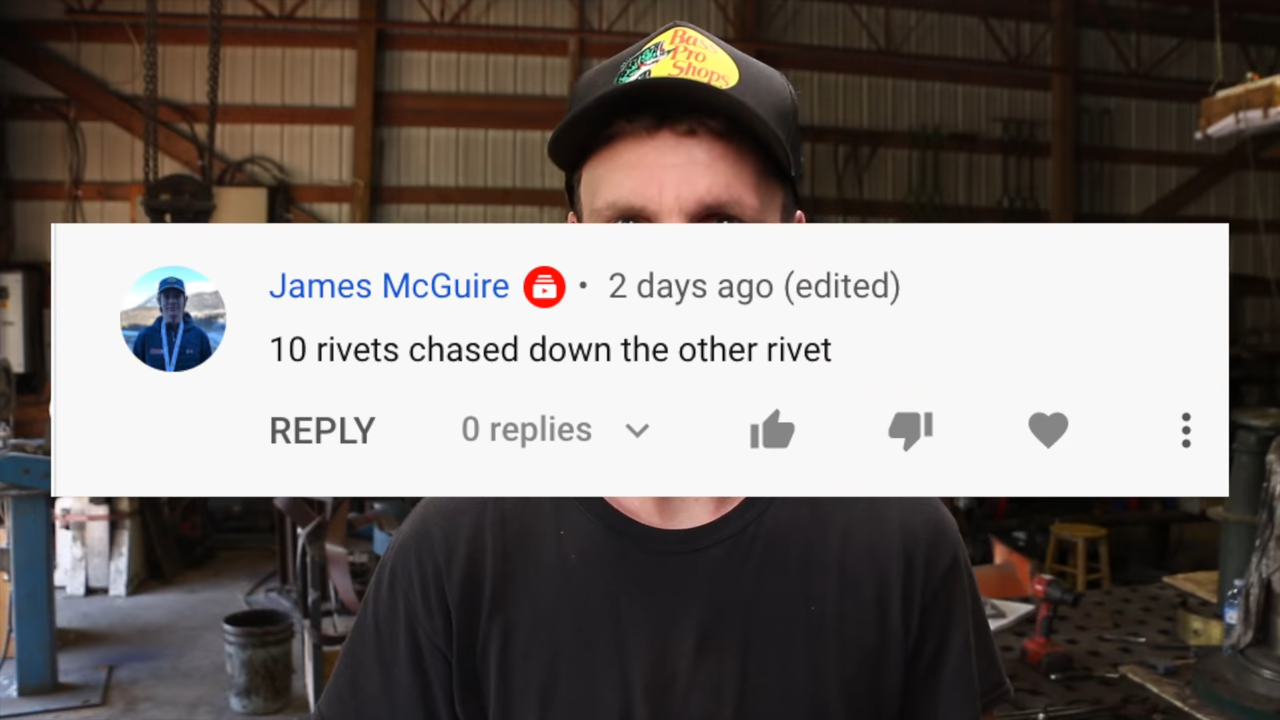 Bass
Pro
Shops
James McGuire • 2 days ago (edited)
10 rivets chased down the other rivet
REPLY 0 replies